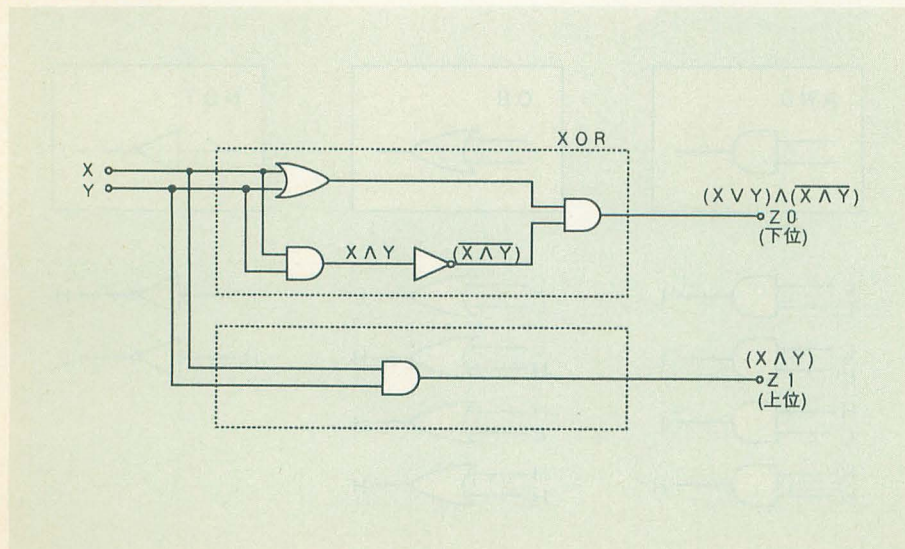 XOR
X
Y
X∧Y
(X̅∧̅Y̅)
(X∨Y)∧(X̅∧̅Y̅)
Z0
(下位)
(X∧Y)
Z1
(上位)